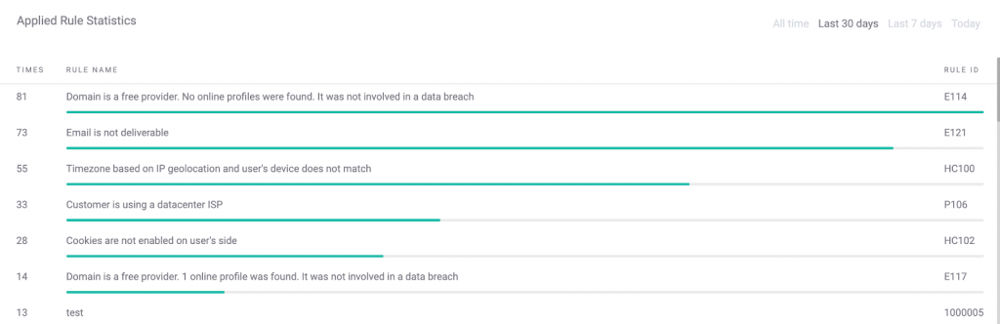 Applied Rule Statistics
All time Last 30 days Last 7 days Today
TIMES RULE NAME RULE ID
81 Domain is a free provider. No online profiles were found. It was not involved in a data breach E114
73 Email is not deliverable E121
55 Timezone based on IP geolocation and user's device does not match HC100
33 Customer is using a datacenter ISP P106
28 Cookies are not enabled on user's side HC102
14 Domain is a free provider. 1 online profile was found. It was not involved in a data breach E117
13 test 1000005